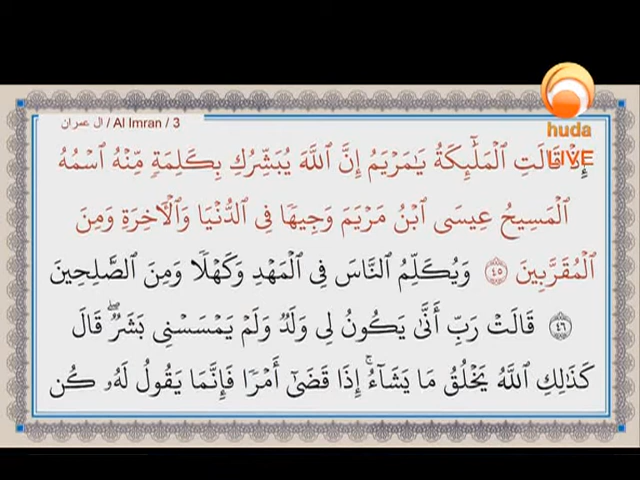 ال عمران / Al Imran / 3
huda
LIVE
إِذْ قَالَتِ ٱلْمَلَٰٓئِكَةُ يَٰمَرْيَمُ إِنَّ ٱللَّهَ يُبَشِّرُكِ بِكَلِمَةٍ مِّنْهُ ٱسْمُهُ
ٱلْمَسِيحُ عِيسَى ٱبْنُ مَرْيَمَ وَجِيهًا فِى ٱلدُّنْيَا وَٱلْءَاخِرَةِ وَمِنَ
ٱلْمُقَرَّبِينَ ٤٥ وَيُكَلِّمُ ٱلنَّاسَ فِى ٱلْمَهْدِ وَكَهْلًا وَمِنَ ٱلصَّٰلِحِينَ
٤٦ قَالَتْ رَبِّ أَنَّىٰ يَكُونُ لِى وَلَدٌ وَلَمْ يَمْسَسْنِى بَشَرٌ ۖ قَالَ
كَذَٰلِكِ ٱللَّهُ يَخْلُقُ مَا يَشَآءُ ۚ إِذَا قَضَىٰٓ أَمْرًا فَإِنَّمَا يَقُولُ لَهُۥ كُن